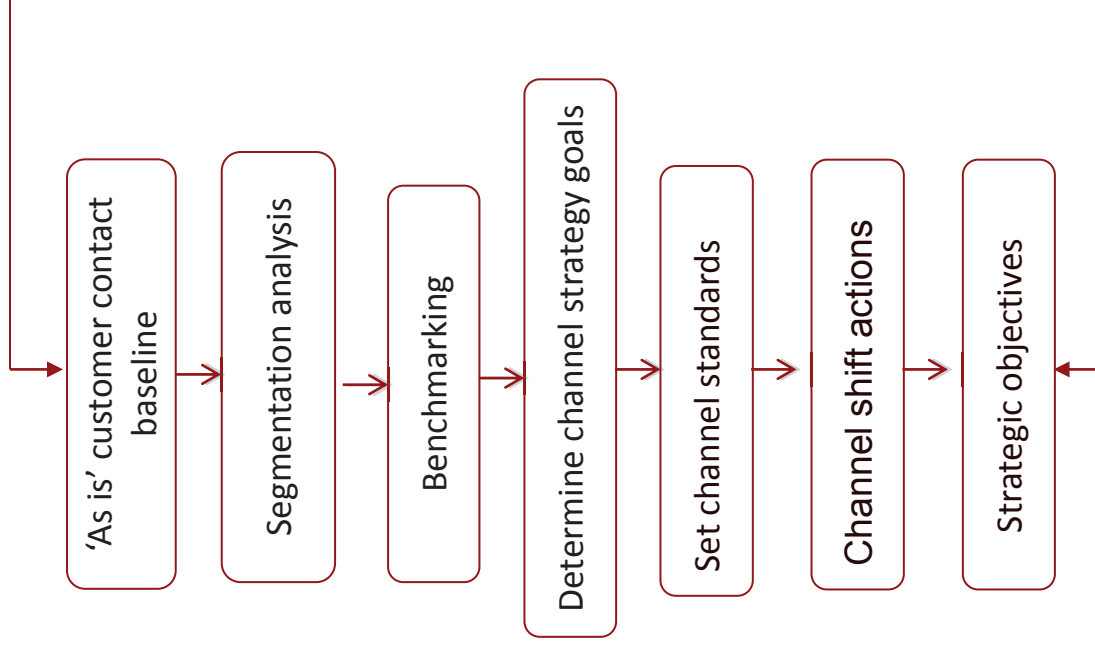 ‘As is’ customer contact
baseline
Segmentation analysis
Benchmarking
Determine channel strategy goals
Set channel standards
Channel shift actions
Strategic objectives